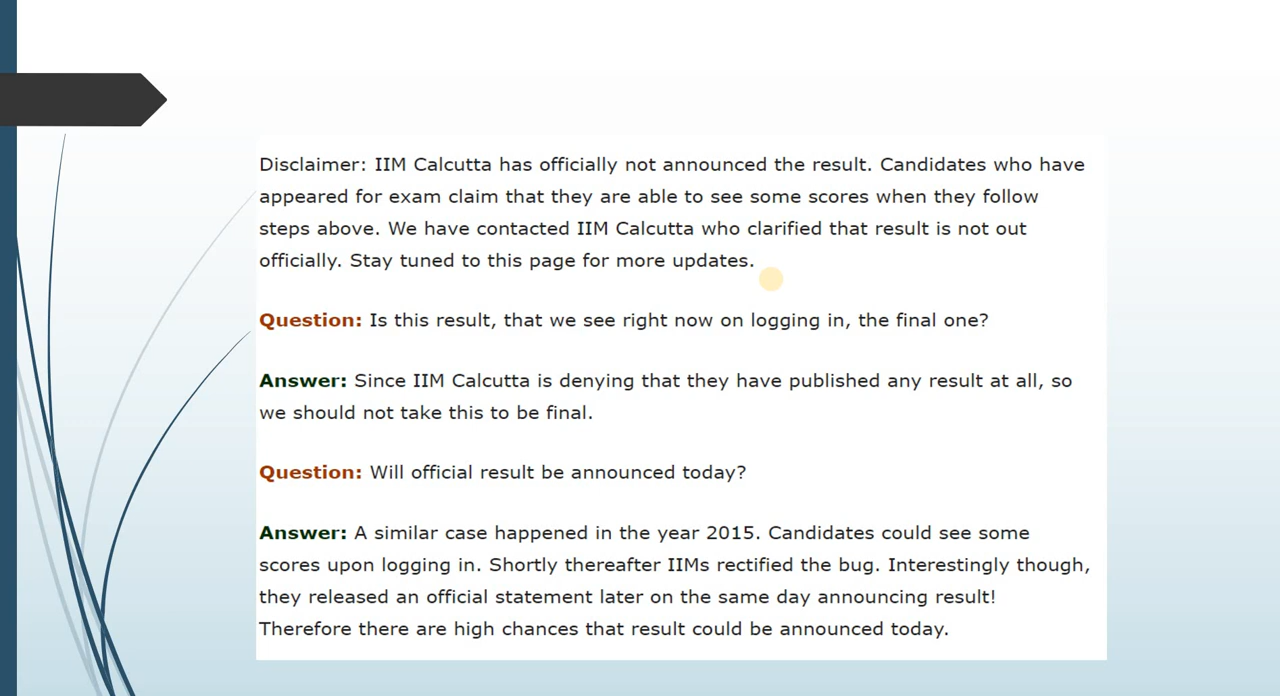 Disclaimer: IIM Calcutta has officially not announced the result. Candidates who have
appeared for exam claim that they are able to see some scores when they follow
steps above. We have contacted IIM Calcutta who clarified that result is not out
officially. Stay tuned to this page for more updates.
Question: Is this result, that we see right now on logging in, the final one?
Answer: Since IIM Calcutta is denying that they have published any result at all, so
we should not take this to be final.
Question: Will official result be announced today?
Answer: A similar case happened in the year 2015. Candidates could see some
scores upon logging in. Shortly thereafter IIMs rectified the bug. Interestingly though,
they released an official statement later on the same day announcing result!
Therefore there are high chances that result could be announced today.